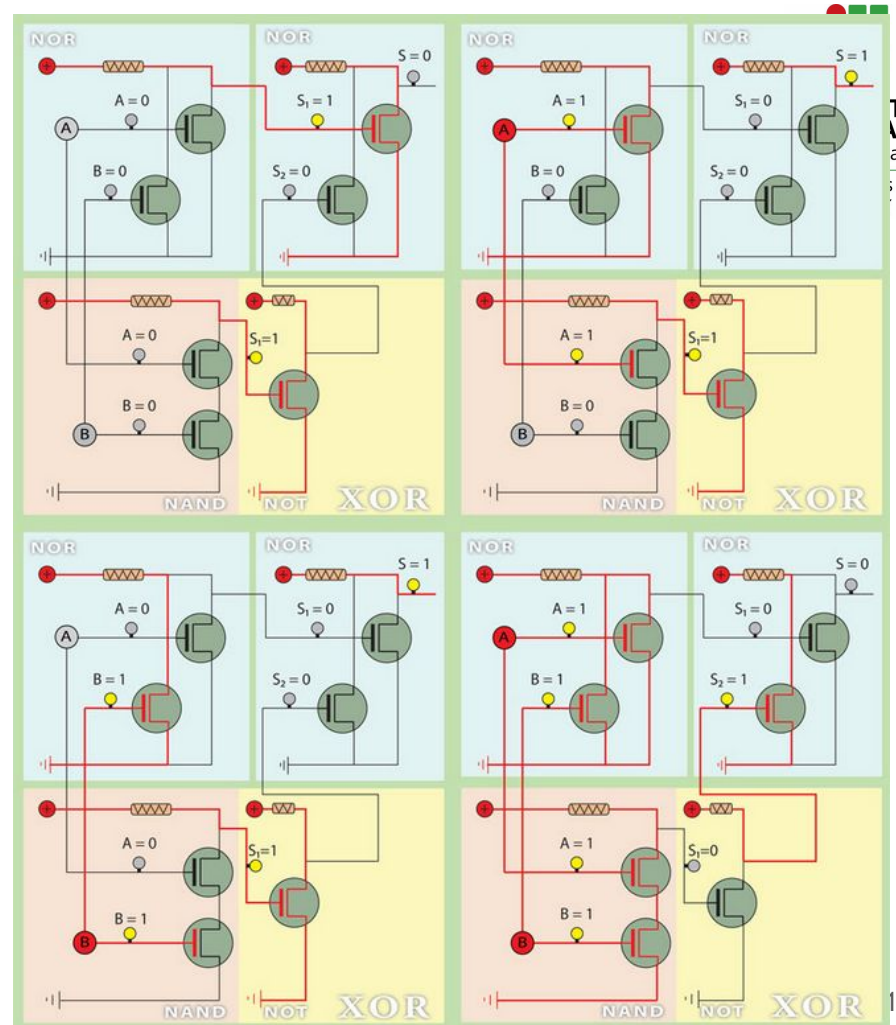 NOR
NOR
S = 0
A = 0
S₁ = 1
A
B = 0
S₂ = 0
A = 0
S₁=1
B = 0
B
NAND
NOT
XOR
NOR
NOR
S = 1
A = 1
S₁ = 0
A
B = 0
S₂ = 0
A = 1
S₁=1
B = 0
B
NAND
NOT
XOR
NOR
NOR
S = 1
A = 0
S₁ = 0
A
B = 1
S₂ = 0
A = 0
S₁=1
B = 1
B
NAND
NOT
XOR
NOR
NOR
S = 0
A = 1
S₁ = 0
A
B = 1
S₂ = 1
A = 1
S₁=0
B = 1
B
NAND
NOT
XOR